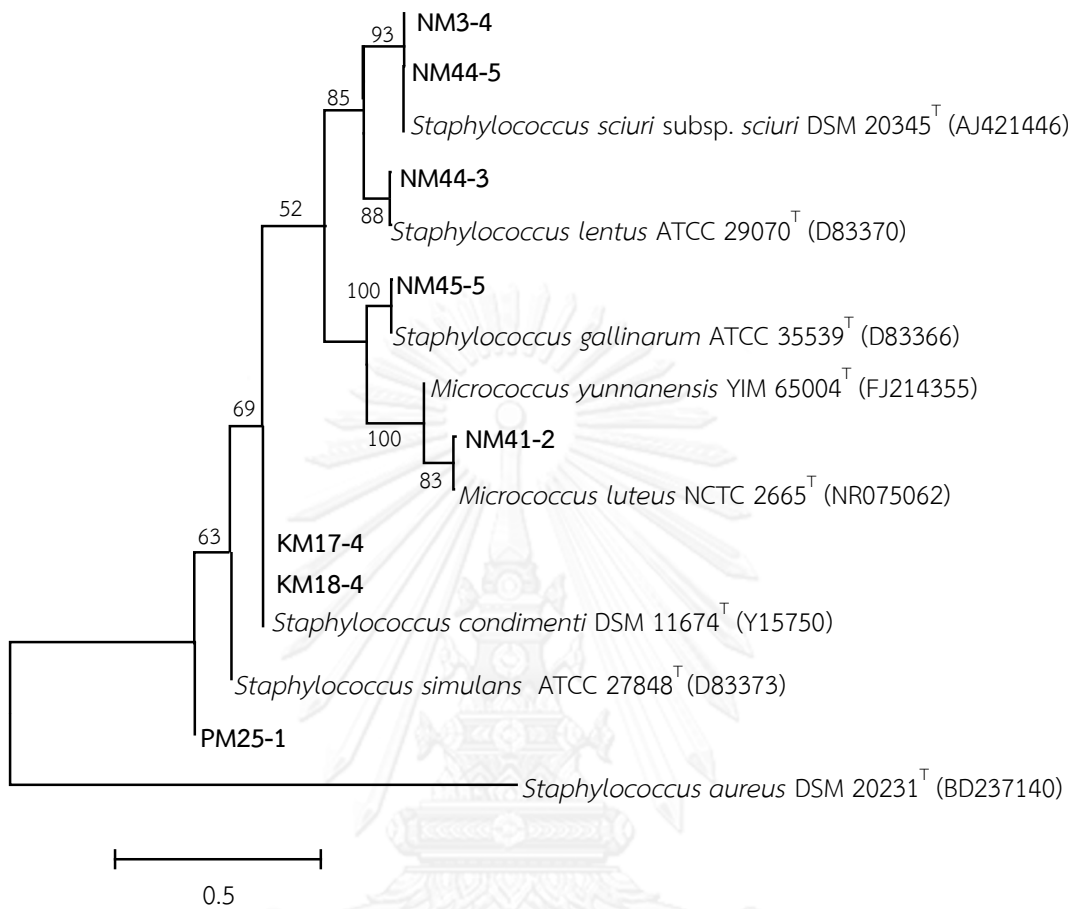 NM3-4
93
NM44-5
85
Staphylococcus sciuri subsp. sciuri DSM 20345ᵀ (AJ421446)
NM44-3
52
88
Staphylococcus lentus ATCC 29070ᵀ (D83370)
NM45-5
100
Staphylococcus gallinarum ATCC 35539ᵀ (D83366)
Micrococcus yunnanensis YIM 65004ᵀ (FJ214355)
69
100
NM41-2
83
Micrococcus luteus NCTC 2665ᵀ (NR075062)
63
KM17-4
KM18-4
Staphylococcus condimenti DSM 11674ᵀ (Y15750)
Staphylococcus simulans ATCC 27848ᵀ (D83373)
PM25-1
Staphylococcus aureus DSM 20231ᵀ (BD237140)
0.5